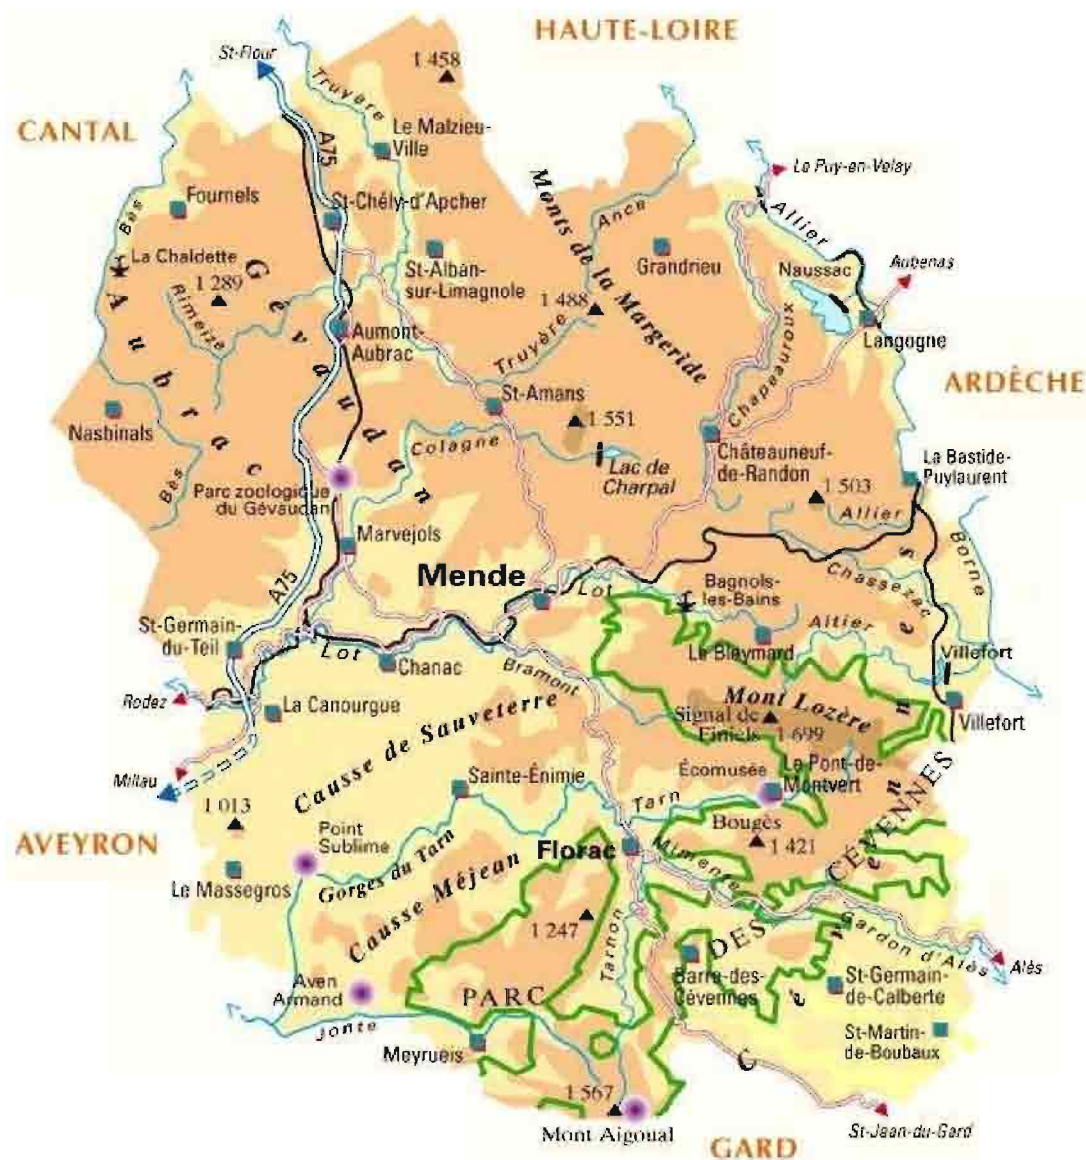 HAUTE-LOIRE
St-Flour
1 458
Truyère
CANTAL
A75
Le Malzieu-
Ville
Le Puy-en-Velay
Fournels
St-Chély-d'Apcher
Monts de la Margeride
Ance
Allier
Bès
La Chaldette
Gévaudan
St-Alban-
sur-Limagnole
Grandrieu
Naussac
Aubenas
1 289
Rimeize
1 488
Aubrac
Aumont-
Aubrac
Truyère
Chapeauroux
Langogne
ARDÈCHE
St-Amans
Nasbinals
1 551
Colagne
Châteauneuf-
de-Randon
La Bastide-
Puylaurent
Lac de
Charpal
Bès
Parc zoologique
du Gévaudan
1 503
Allier
Marvejols
Borne
Mende
Lot
Bagnols-
les-Bains
Chassezac
A75
St-Germain-
du-Teil
Altier
Lot
Chanac
Bramont
Le Bleymard
Villefort
Rodez
La Canourgue
Mont Lozère
Signal de
Finiels 1 699
Villefort
Causse de Sauveterre
Millau
Sainte-Énimie
Écomusée
Le Pont-de-
Montvert
1 013
Tarn
AVEYRON
Point
Sublime
Bougès
1 421
Florac
Mimente
Le Massegros
Gorges du Tarn
Causse Méjean
Cévennes
PARC
DES
CÉVENNES
1 247
Tarnon
Gardon d'Alès
Alès
Aven
Armand
Barre-des-
Cévennes
St-Germain-
de-Calberte
Jonte
Meyrueis
St-Martin-
de-Boubaux
1 567
Mont Aigoual
GARD
St-Jean-du-Gard